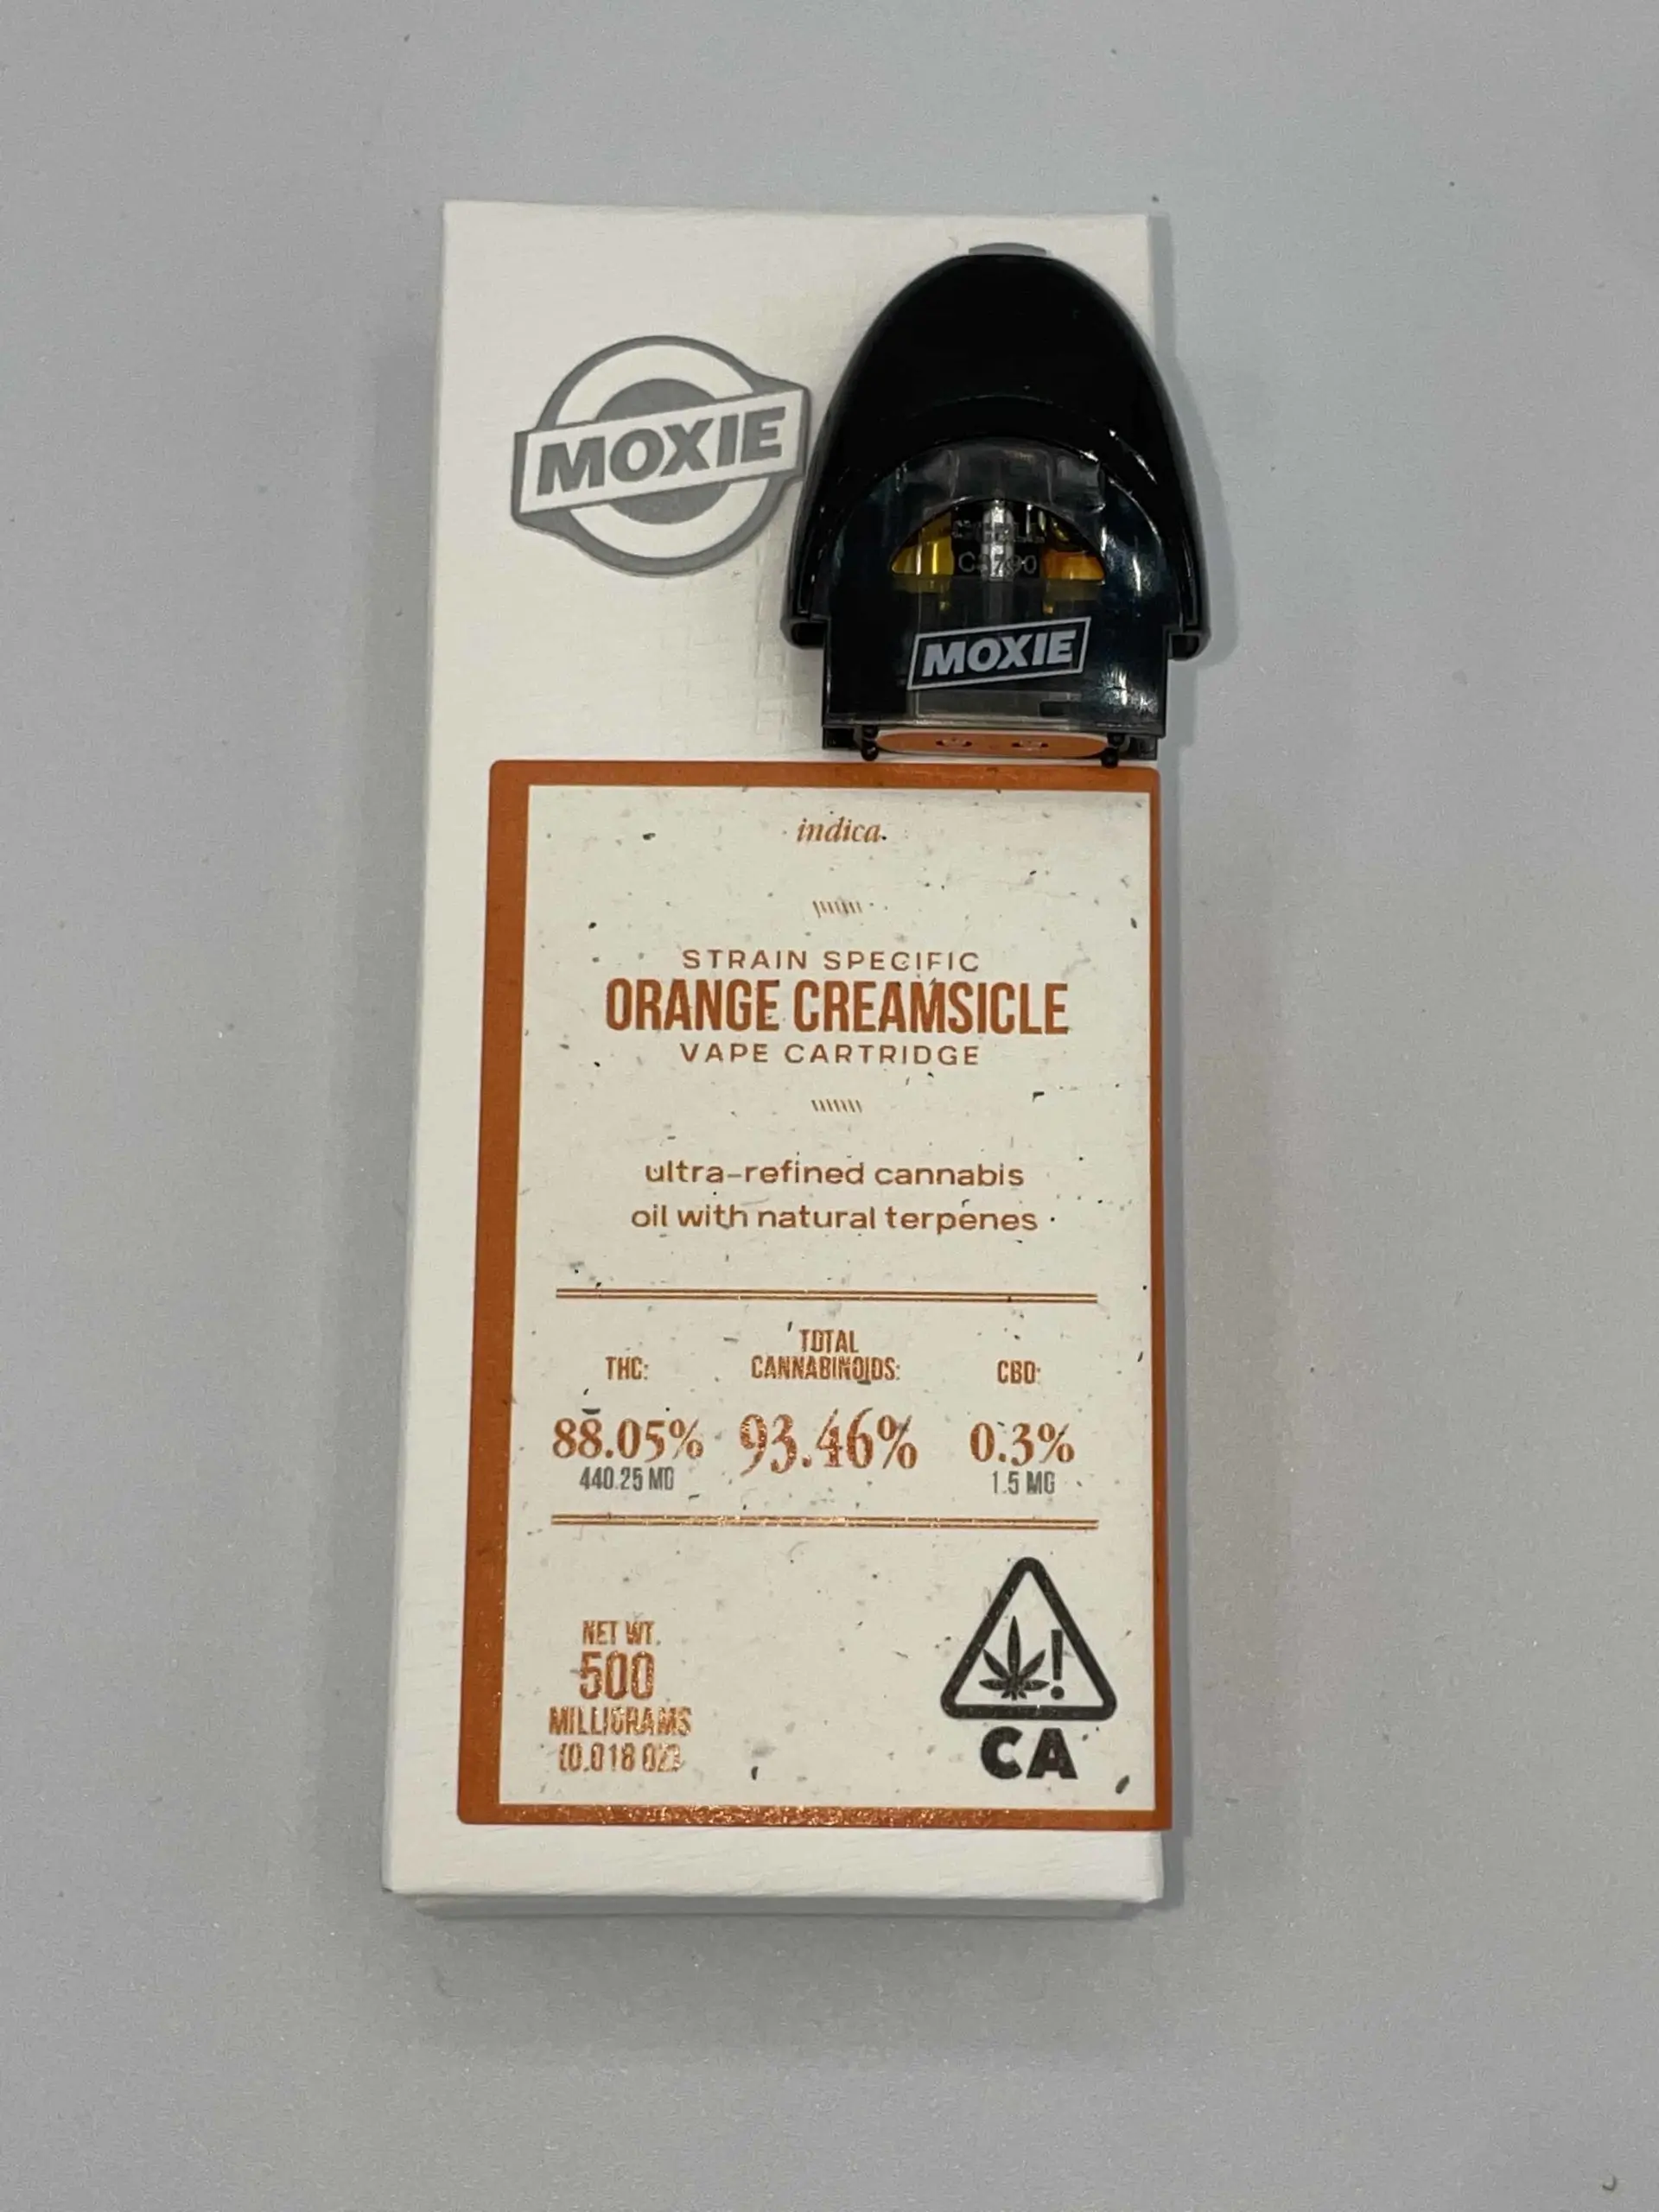 MOXIE
MOXIE
indica
STRAIN SPECIFIC
ORANGE CREAMSICLE
VAPE CARTRIDGE
ultra-refined cannabis
oil with natural terpenes
THC:
88.05%
440.25 MG
TOTAL
CANNABINOIDS:
93.46%
CBD:
0.3%
1.5 MG
NET WT.
500
MILLIGRAMS
(0.018 OZ)
CA